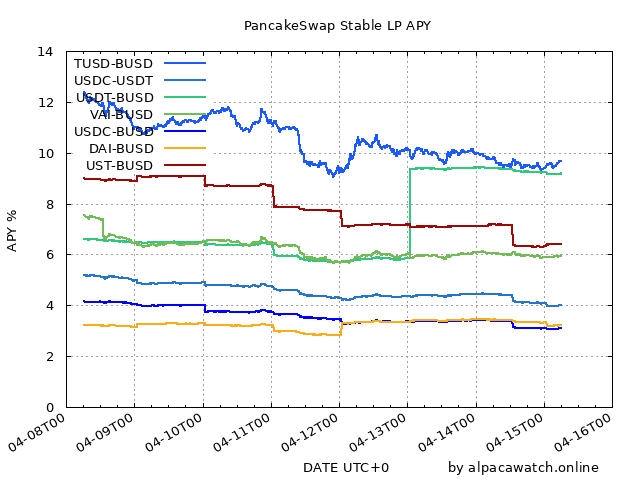 PancakeSwap Stable LP APY
14
12
10
8
6
4
2
0
APY %
TUSD-BUSD
USDC-USDT
USDT-BUSD
VAI-BUSD
USDC-BUSD
DAI-BUSD
UST-BUSD
04-08T00
04-09T00
04-10T00
04-11T00
04-12T00
04-13T00
04-14T00
04-15T00
04-16T00
DATE UTC+0
by alpacawatch.online